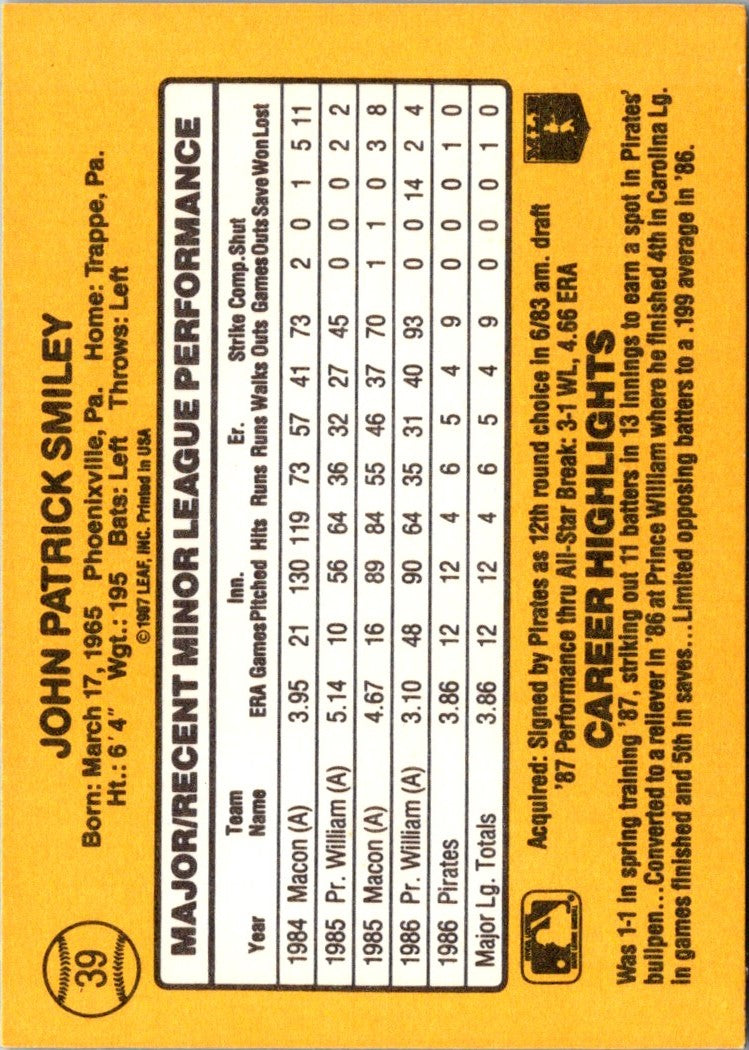 39
JOHN PATRICK SMILEY
Born: March 17, 1965 Phoenixville, Pa. Home: Trappe, Pa.
Ht.: 6'4" Wgt.: 195 Bats: Left Throws: Left
© 1987 LEAF, INC. Printed in USA
MAJOR/RECENT MINOR LEAGUE PERFORMANCE
Team Inn. Er. Strike Comp. Shut
Year Name ERA Games Pitched Hits Runs Runs Walks Outs Games Outs Save Won Lost
1984 Macon (A) 3.95 21 130 119 73 57 41 73 2 0 1 5 11
1985 Pr. William (A) 5.14 10 56 64 36 32 27 45 0 0 0 2 2
1985 Macon (A) 4.67 16 89 84 55 46 37 70 1 1 0 3 8
1986 Pr. William (A) 3.10 48 90 64 35 31 40 93 0 0 14 2 4
1986 Pirates 3.86 12 12 4 6 5 4 9 0 0 0 1 0
Major Lg. Totals 3.86 12 12 4 6 5 4 9 0 0 0 1 0
Acquired: Signed by Pirates as 12th round choice in 6/83 am. draft
'87 Performance thru All-Star Break: 3-1 WL, 4.66 ERA
CAREER HIGHLIGHTS
Was 1-1 in spring training '87, striking out 11 batters in 13 innings to earn a spot in Pirates'
bullpen...Converted to a reliever in '86 at Prince William where he finished 4th in Carolina Lg.
in games finished and 5th in saves...Limited opposing batters to a .199 average in '86.